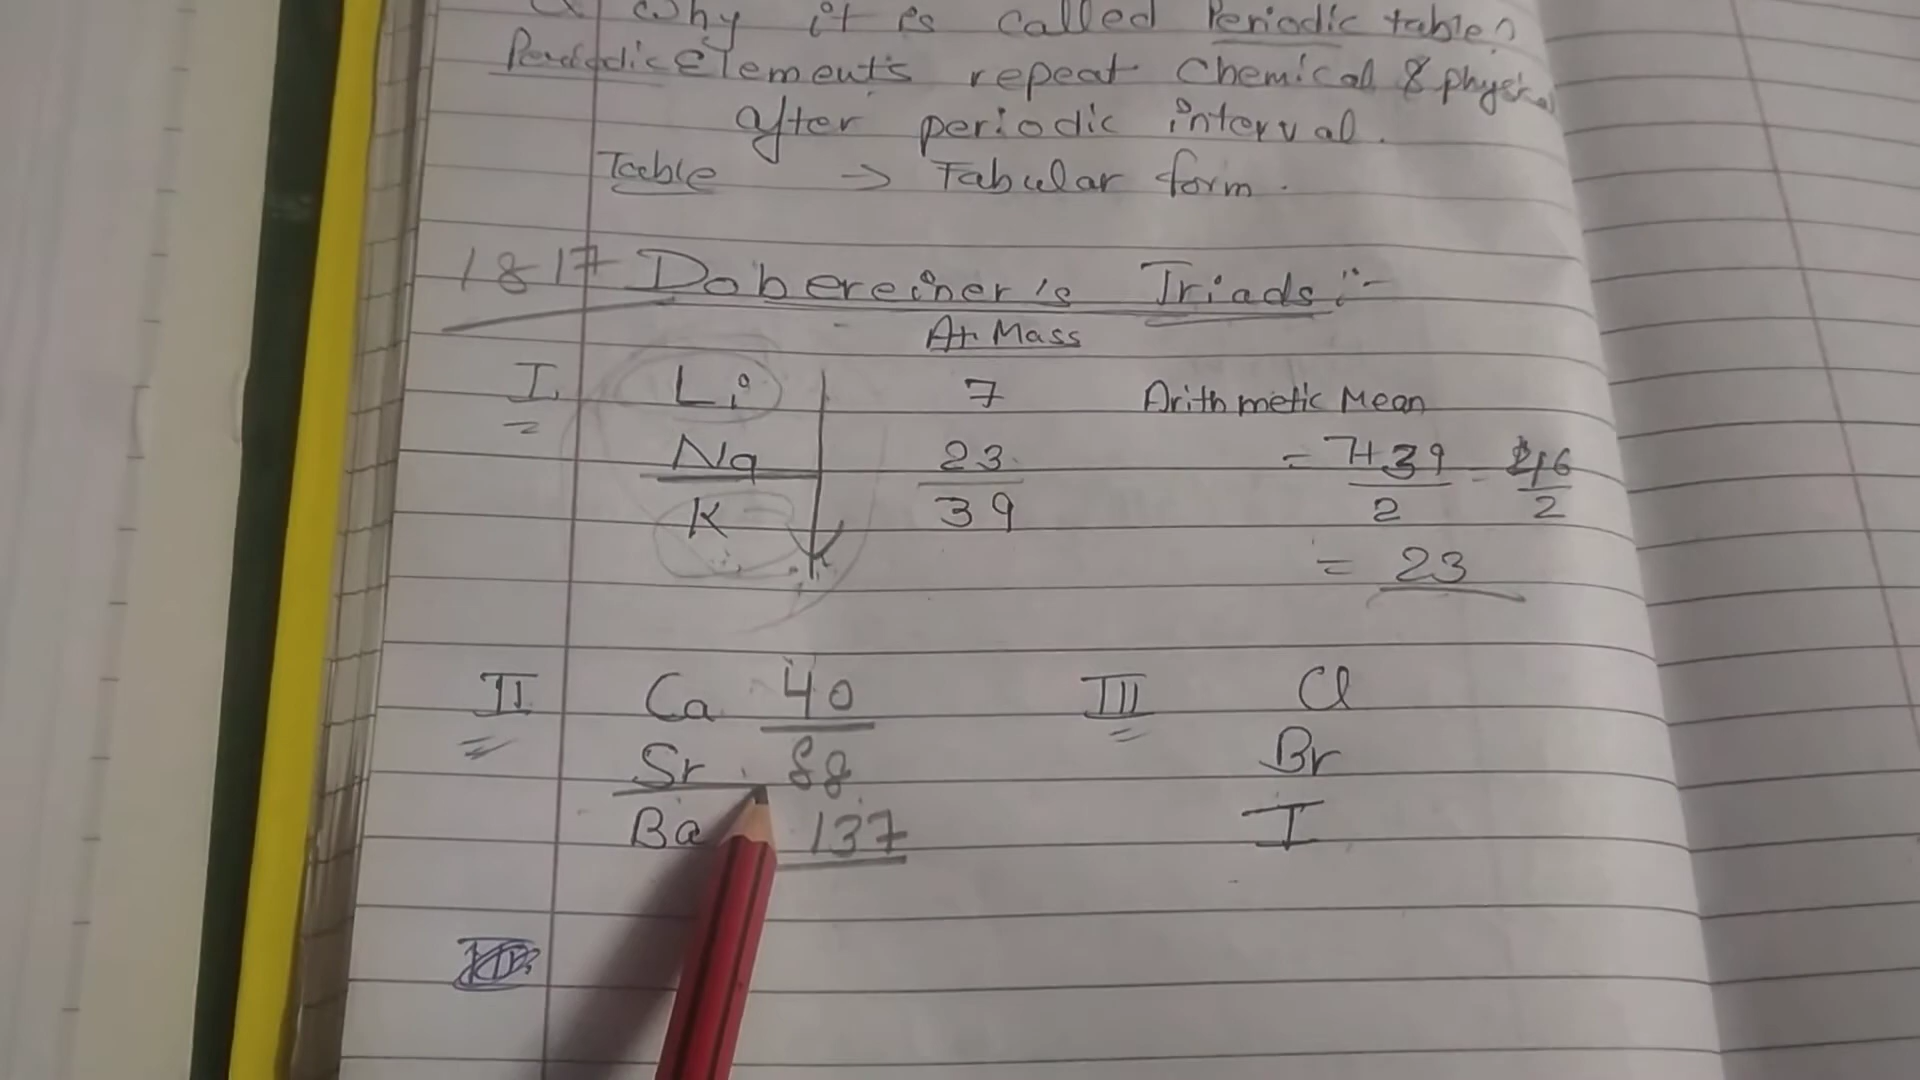 Why it is called Periodic table?
Periodic Elements repeat Chemical & physical
after periodic interval.
Table → Tabular form.
1817 Dobereiner's Triads :-
At. Mass
I Li 7 Arithmetic Mean
Na 23 = 7+39 = 46
K 39 2 2
= 23
II Ca 40 III Cl
Sr 88 Br
Ba 137 I